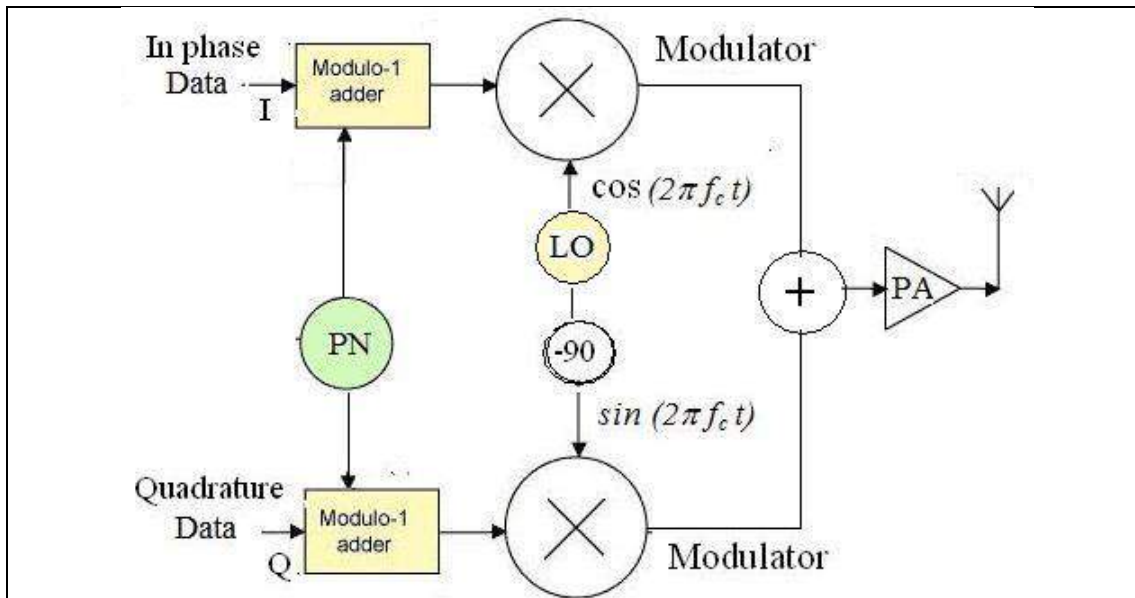 In phase
Data
I
Modulo-1
adder
Modulator
cos (2π f_c t)
LO
PN
-90
+
PA
sin (2π f_c t)
Quadrature
Data
Q
Modulo-1
adder
Modulator